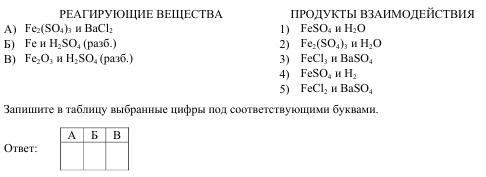 РЕАГИРУЮЩИЕ ВЕЩЕСТВА ПРОДУКТЫ ВЗАИМОДЕЙСТВИЯ
А) Fe₂(SO₄)₃ и BaCl₂ 1) FeSO₄ и H₂O
Б) Fe и H₂SO₄ (разб.) 2) Fe₂(SO₄)₃ и H₂O
В) Fe₂O₃ и H₂SO₄ (разб.) 3) FeCl₃ и BaSO₄
4) FeSO₄ и H₂
5) FeCl₂ и BaSO₄
Запишите в таблицу выбранные цифры под соответствующими буквами.
А Б В
Ответ: